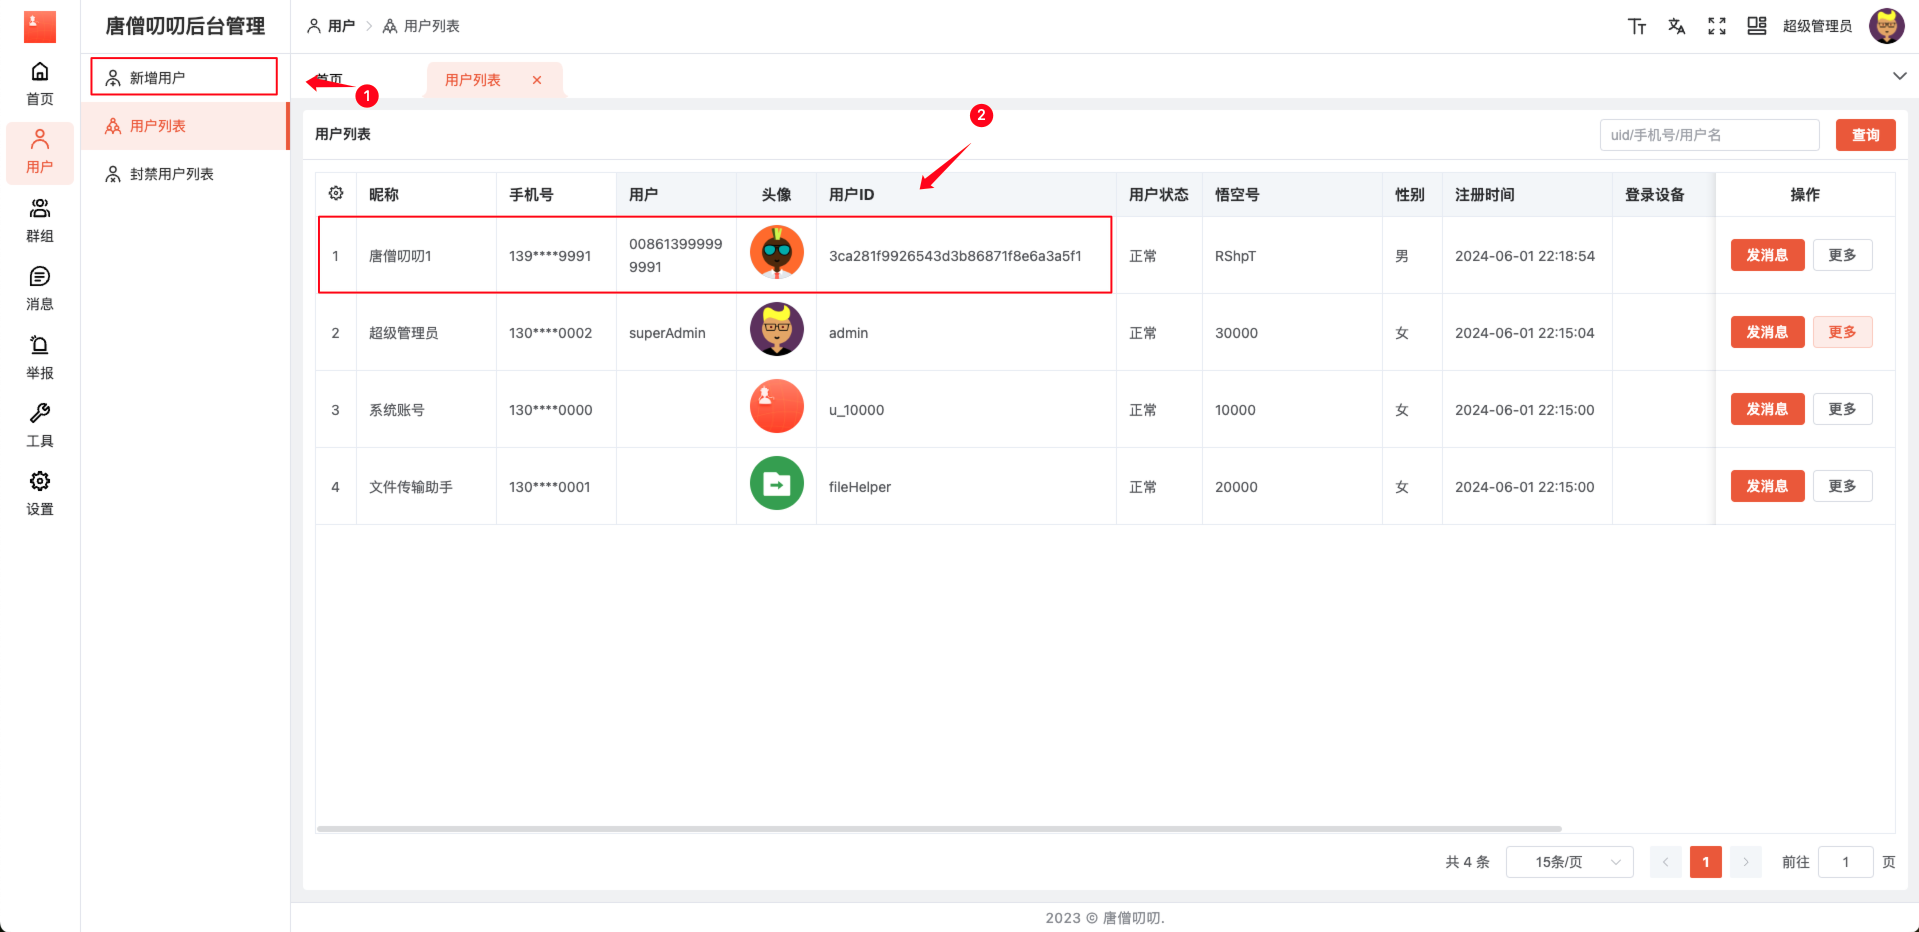 唐僧叨叨后台管理
用户 > 用户列表
超级管理员
首页
用户
群组
消息
举报
工具
设置
新增用户
用户列表
封禁用户列表
首页
用户列表 ×
1
2
用户列表
uid/手机号/用户名
查询
昵称 手机号 用户 头像 用户ID 用户状态 悟空号 性别 注册时间 登录设备 操作
1 唐僧叨叨1 139****9991 00861399999 3ca281f9926543d3b86871f8e6a3a5f1 正常 RShpT 男 2024-06-01 22:18:54 发消息 更多
9991
2 超级管理员 130****0002 superAdmin admin 正常 30000 女 2024-06-01 22:15:04 发消息 更多
3 系统账号 130****0000 u_10000 正常 10000 女 2024-06-01 22:15:00 发消息 更多
4 文件传输助手 130****0001 fileHelper 正常 20000 女 2024-06-01 22:15:00 发消息 更多
共 4 条 15条/页 < 1 > 前往 1 页
2023 © 唐僧叨叨.